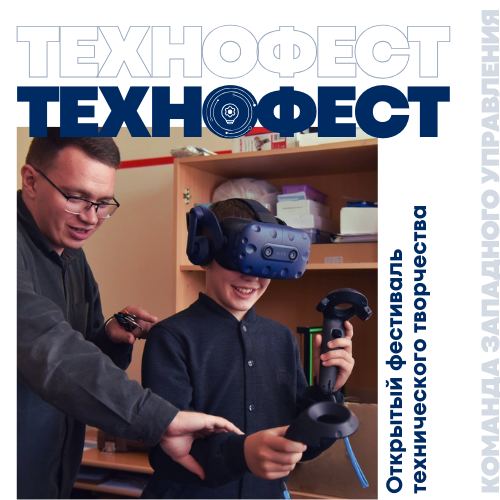 ТЕХНОФЕСТ
ТЕХНОФЕСТ
Открытый фестиваль
технического творчества
КОМАНДА ЗАПАДНОГО УПРАВЛЕНИЯ